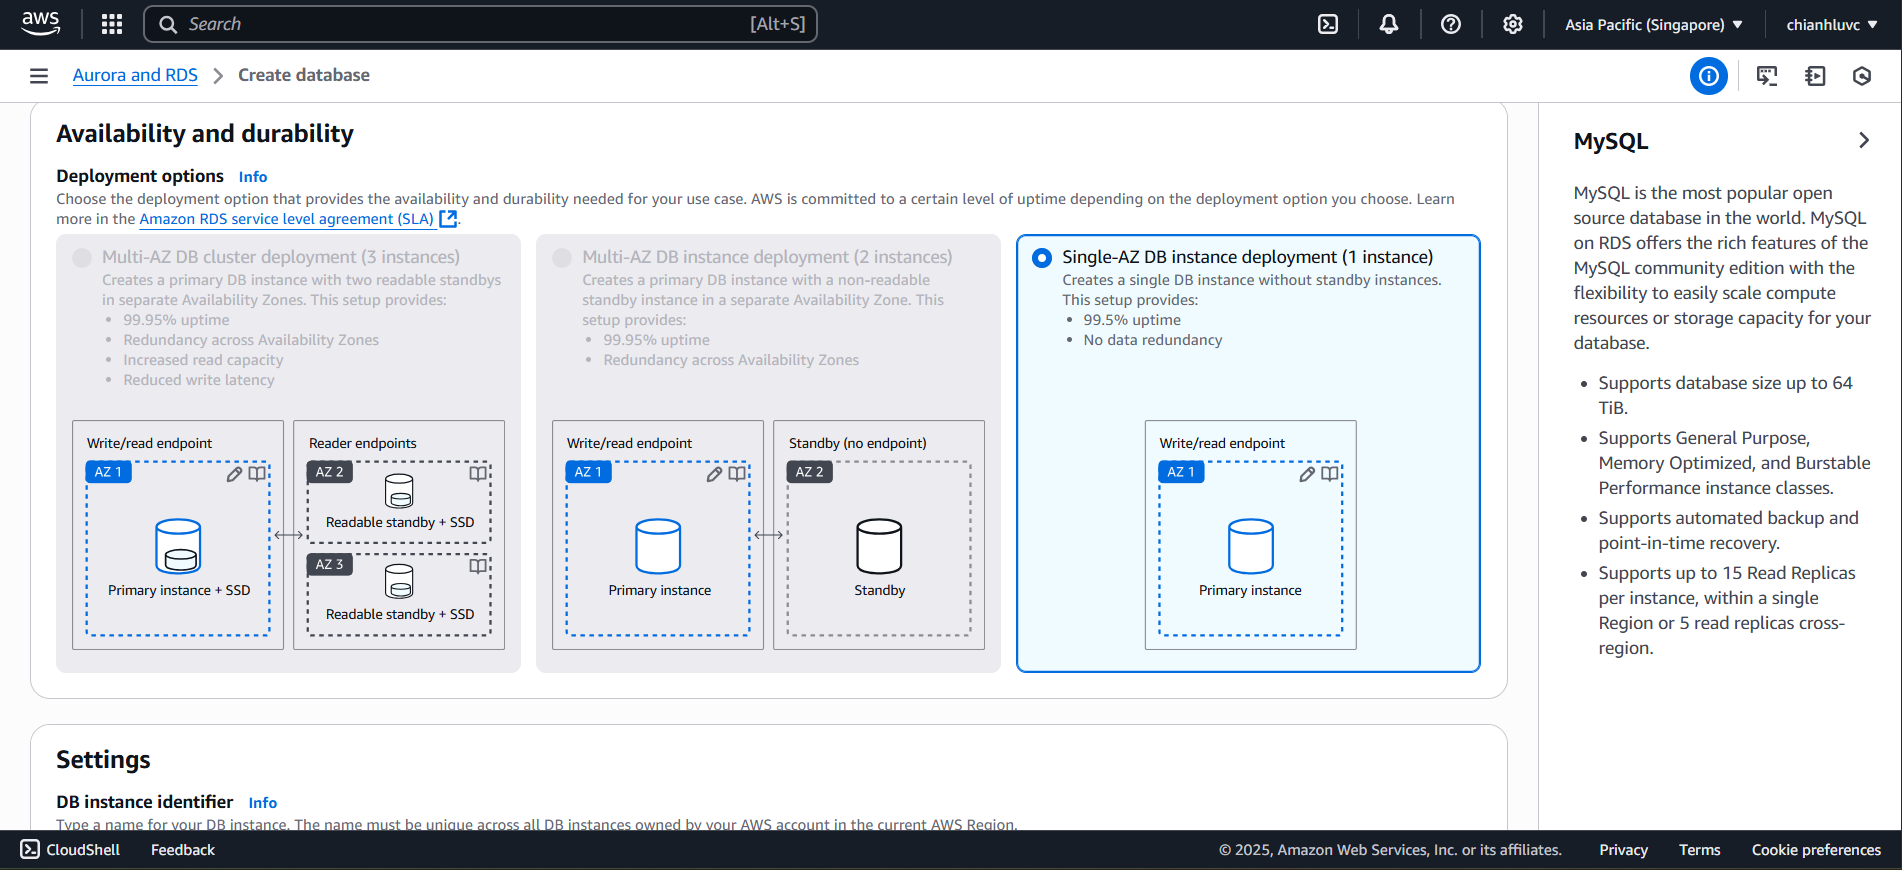 aws
Search
[Alt+S]
Asia Pacific (Singapore)
chianhluvc
Aurora and RDS
Create database
Availability and durability
Deployment options Info
Choose the deployment option that provides the availability and durability needed for your use case. AWS is committed to a certain level of uptime depending on the deployment option you choose. Learn
more in the Amazon RDS service level agreement (SLA).
Multi-AZ DB cluster deployment (3 instances)
Creates a primary DB instance with two readable standbys
in separate Availability Zones. This setup provides:
• 99.95% uptime
• Redundancy across Availability Zones
• Increased read capacity
• Reduced write latency
Write/read endpoint
AZ 1
Primary instance + SSD
Reader endpoints
AZ 2
Readable standby + SSD
AZ 3
Readable standby + SSD
Multi-AZ DB instance deployment (2 instances)
Creates a primary DB instance with a non-readable
standby instance in a separate Availability Zone. This
setup provides:
• 99.95% uptime
• Redundancy across Availability Zones
Write/read endpoint
AZ 1
Primary instance
Standby (no endpoint)
AZ 2
Standby
Single-AZ DB instance deployment (1 instance)
Creates a single DB instance without standby instances.
This setup provides:
• 99.5% uptime
• No data redundancy
Write/read endpoint
AZ 1
Primary instance
Settings
DB instance identifier Info
Type a name for your DB instance. The name must be unique across all DB instances owned by your AWS account in the current AWS Region.
MySQL
MySQL is the most popular open
source database in the world. MySQL
on RDS offers the rich features of the
MySQL community edition with the
flexibility to easily scale compute
resources or storage capacity for your
database.
• Supports database size up to 64
TiB.
• Supports General Purpose,
Memory Optimized, and Burstable
Performance instance classes.
• Supports automated backup and
point-in-time recovery.
• Supports up to 15 Read Replicas
per instance, within a single
Region or 5 read replicas cross-
region.
CloudShell
Feedback
© 2025, Amazon Web Services, Inc. or its affiliates.
Privacy
Terms
Cookie preferences